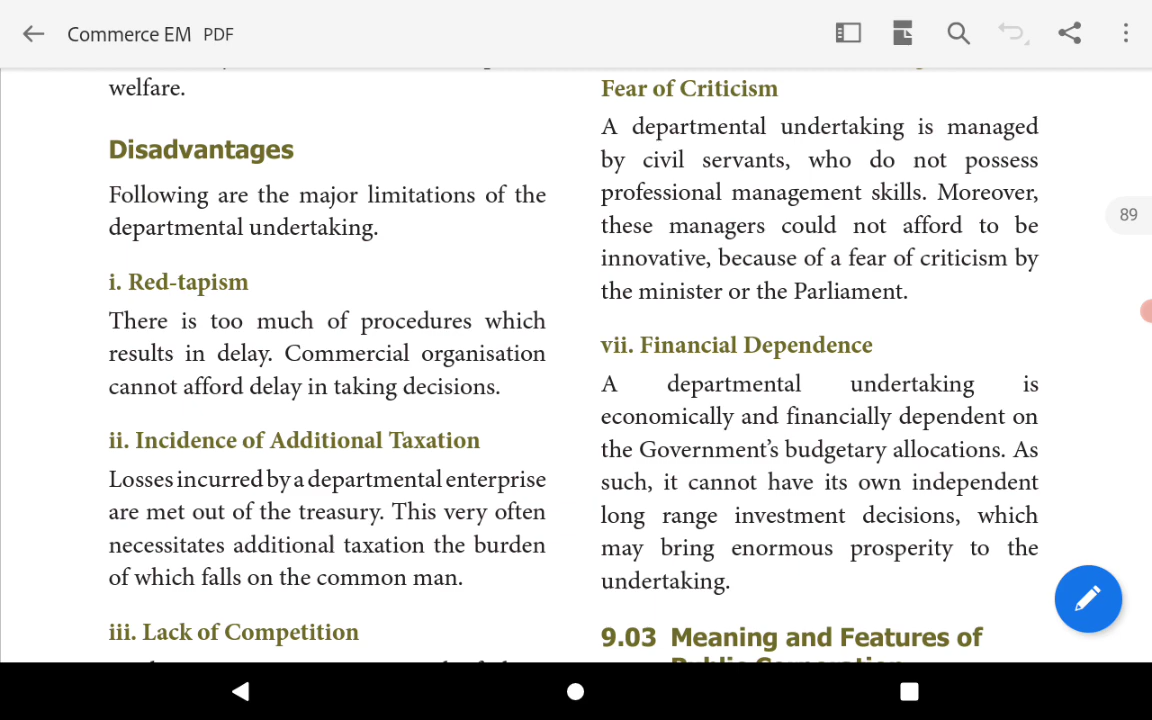 Commerce EM PDF
welfare.
Disadvantages
Following are the major limitations of the
departmental undertaking.
i. Red-tapism
There is too much of procedures which
results in delay. Commercial organisation
cannot afford delay in taking decisions.
ii. Incidence of Additional Taxation
Losses incurred by a departmental enterprise
are met out of the treasury. This very often
necessitates additional taxation the burden
of which falls on the common man.
iii. Lack of Competition
Fear of Criticism
A departmental undertaking is managed
by civil servants, who do not possess
professional management skills. Moreover,
these managers could not afford to be
innovative, because of a fear of criticism by
the minister or the Parliament.
vii. Financial Dependence
A departmental undertaking is
economically and financially dependent on
the Government's budgetary allocations. As
such, it cannot have its own independent
long range investment decisions, which
may bring enormous prosperity to the
undertaking.
9.03 Meaning and Features of
Public Corporation
89